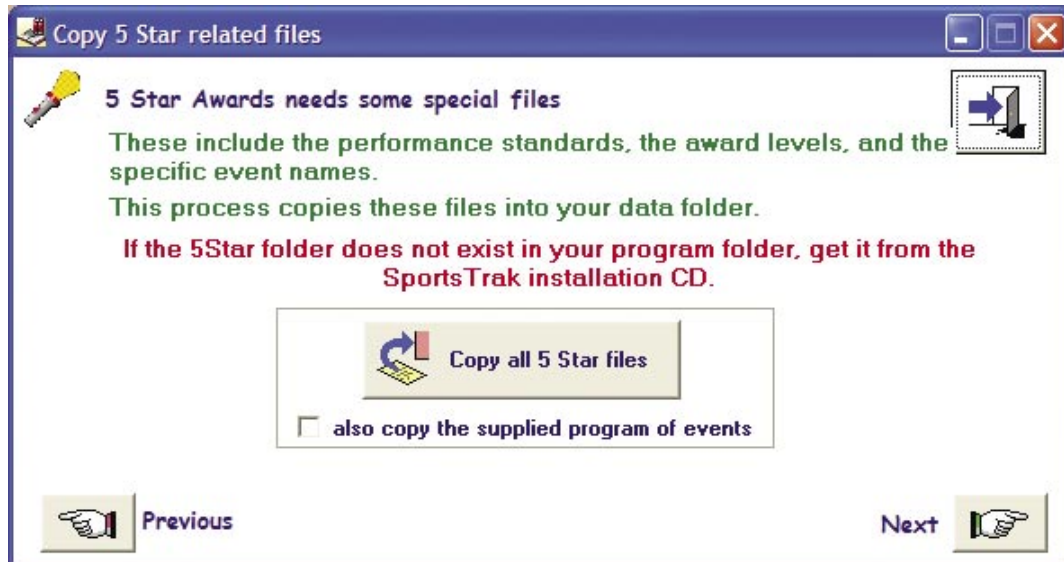 Copy 5 Star related files
5 Star Awards needs some special files
These include the performance standards, the award levels, and the
specific event names.
This process copies these files into your data folder.
If the 5Star folder does not exist in your program folder, get it from the
SportsTrak installation CD.
Copy all 5 Star files
also copy the supplied program of events
Previous
Next